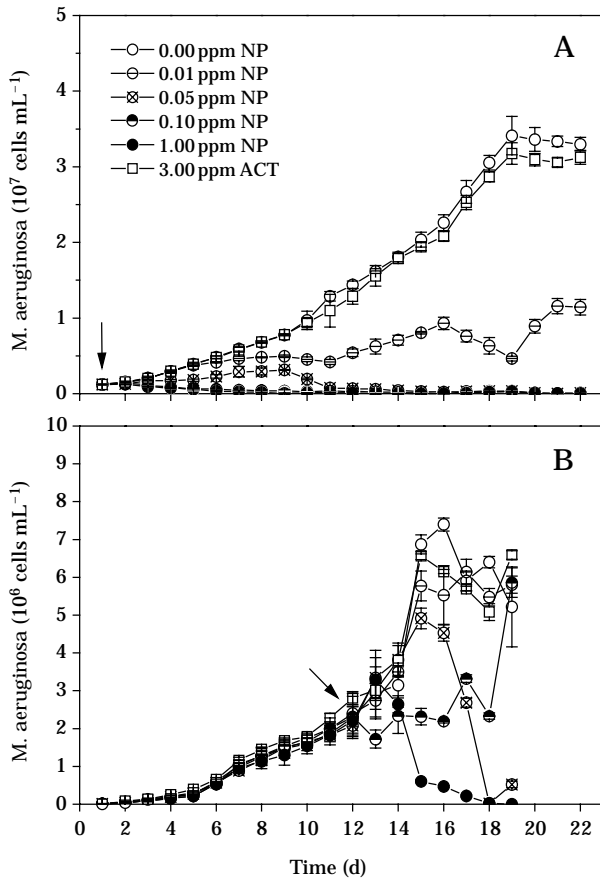 A
0.00 ppm NP
0.01 ppm NP
0.05 ppm NP
0.10 ppm NP
1.00 ppm NP
3.00 ppm ACT
M. aeruginosa (10⁷ cells mL⁻¹)
5
4
3
2
1
0
B
M. aeruginosa (10⁶ cells mL⁻¹)
10
9
8
7
6
5
4
3
2
1
0
0 2 4 6 8 10 12 14 16 18 20 22
Time (d)